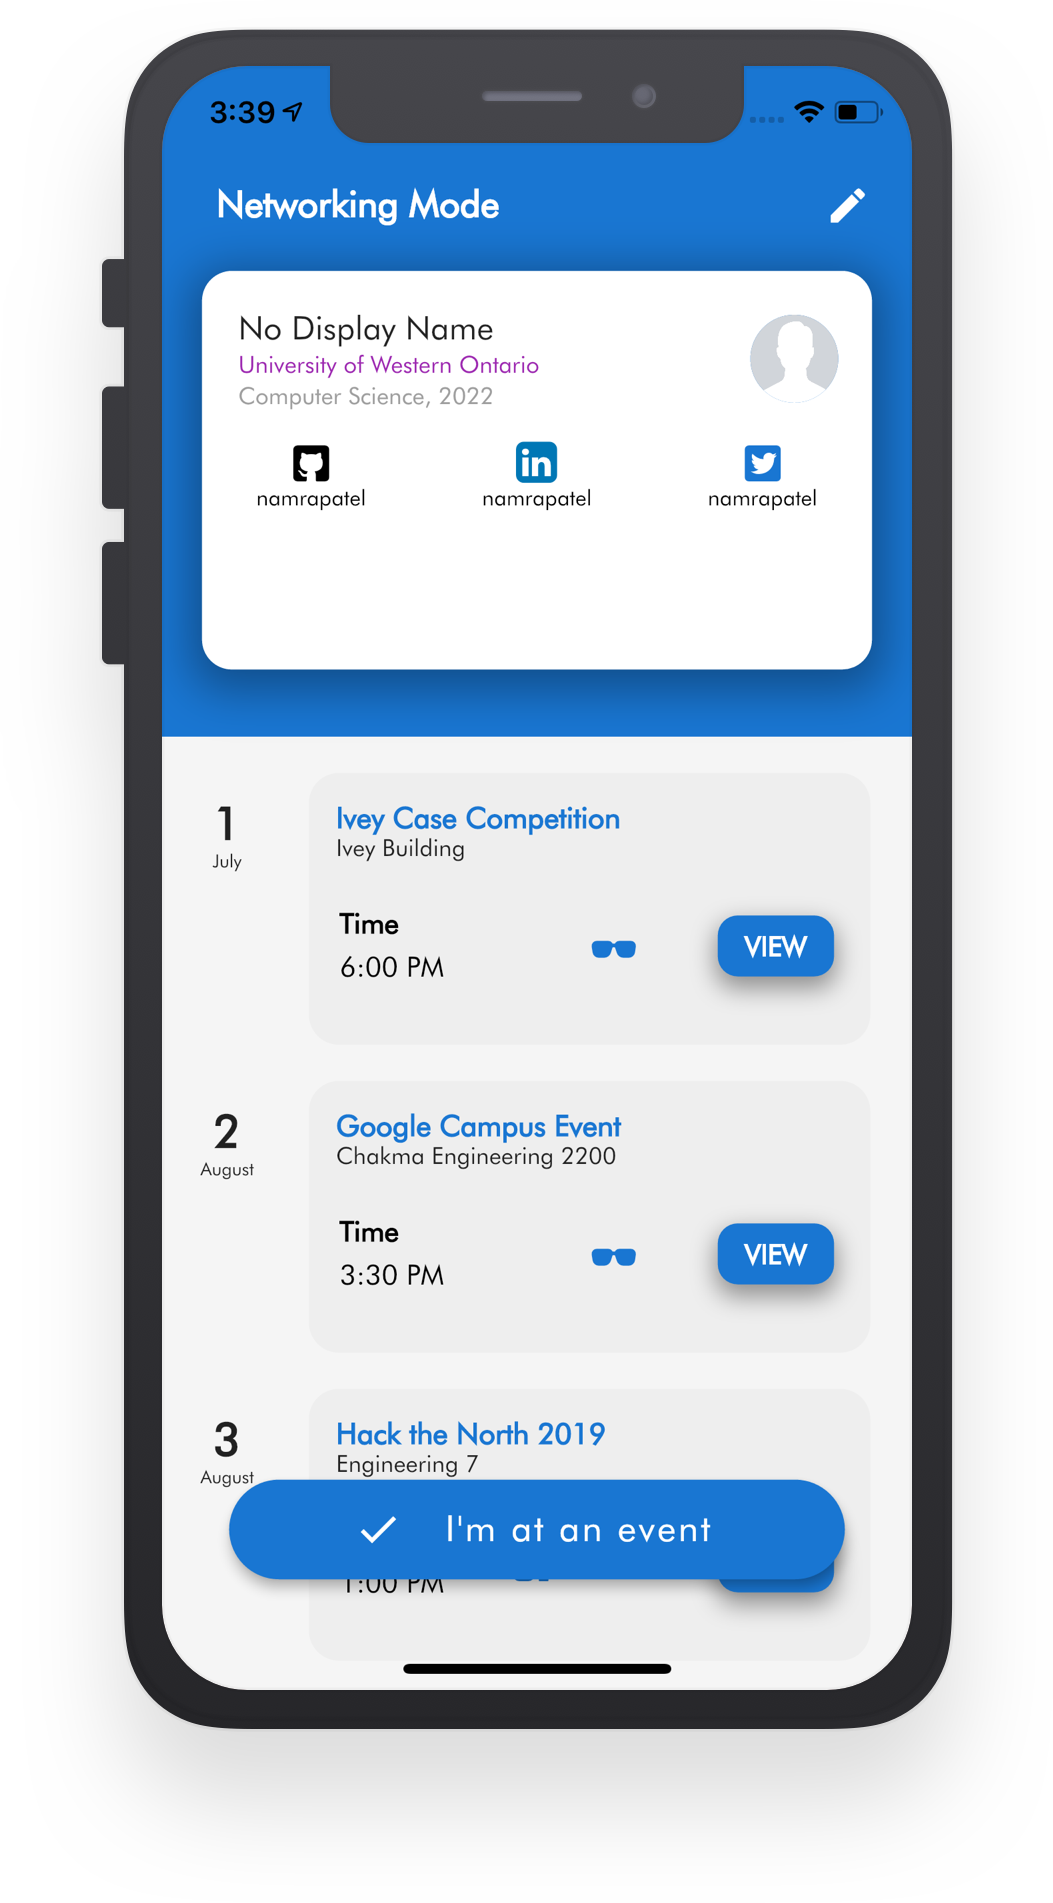 3:39
Networking Mode
No Display Name
University of Western Ontario
Computer Science, 2022
in
namrapatel namrapatel namrapatel
1
July
Ivey Case Competition
Ivey Building
Time
6:00 PM
VIEW
2
August
Google Campus Event
Chakma Engineering 2200
Time
3:30 PM
VIEW
3
August
Hack the North 2019
Engineering 7
I'm at an event
1:00 PM